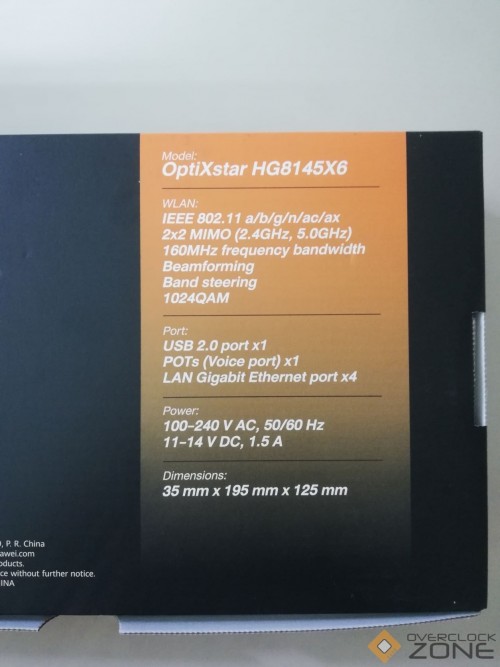 Model:
OptiXstar HG8145X6
WLAN:
IEEE 802.11 a/b/g/n/ac/ax
2x2 MIMO (2.4GHz, 5.0GHz)
160MHz frequency bandwidth
Beamforming
Band steering
1024QAM
Port:
USB 2.0 port x1
POTs (Voice port) x1
LAN Gigabit Ethernet port x4
Power:
100-240 V AC, 50/60 Hz
11-14 V DC, 1.5 A
Dimensions:
35 mm x 195 mm x 125 mm
, P. R. China
awei.com
oducts.
ce without further notice.
INA
OVERCLOCK
ZONE